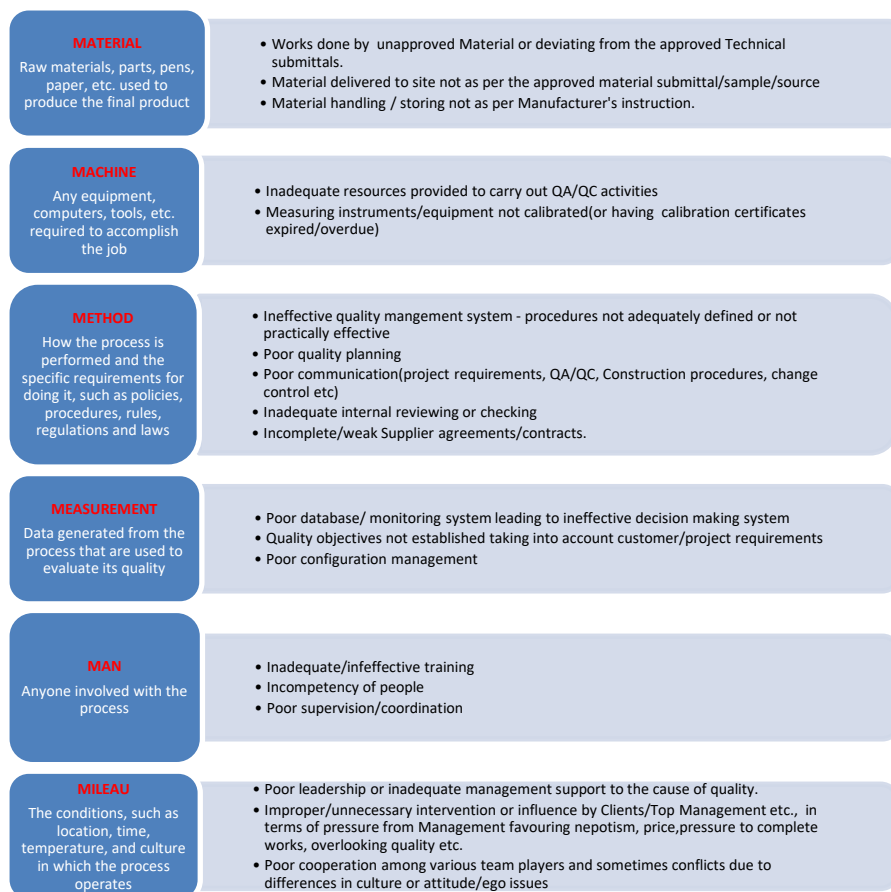 MATERIAL
Raw materials, parts, pens,
paper, etc. used to
produce the final product
• Works done by unapproved Material or deviating from the approved Technical
submittals.
• Material delivered to site not as per the approved material submittal/sample/source
• Material handling / storing not as per Manufacturer's instruction.
MACHINE
Any equipment,
computers, tools, etc.
required to accomplish
the job
• Inadequate resources provided to carry out QA/QC activities
• Measuring instruments/equipment not calibrated(or having calibration certificates
expired/overdue)
METHOD
How the process is
performed and the
specific requirements for
doing it, such as policies,
procedures, rules,
regulations and laws
• Ineffective quality mangement system - procedures not adequately defined or not
practically effective
• Poor quality planning
• Poor communication(project requirements, QA/QC, Construction procedures, change
control etc)
• Inadequate internal reviewing or checking
• Incomplete/weak Supplier agreements/contracts.
MEASUREMENT
Data generated from the
process that are used to
evaluate its quality
• Poor database/ monitoring system leading to ineffective decision making system
• Quality objectives not established taking into account customer/project requirements
• Poor configuration management
MAN
Anyone involved with the
process
• Inadequate/infeffective training
• Incompetency of people
• Poor supervision/coordination
MILEAU
The conditions, such as
location, time,
temperature, and culture
in which the process
operates
• Poor leadership or inadequate management support to the cause of quality.
• Improper/unnecessary intervention or influence by Clients/Top Management etc., in
terms of pressure from Management favouring nepotism, price,pressure to complete
works, overlooking quality etc.
• Poor cooperation among various team players and sometimes conflicts due to
differences in culture or attitude/ego issues